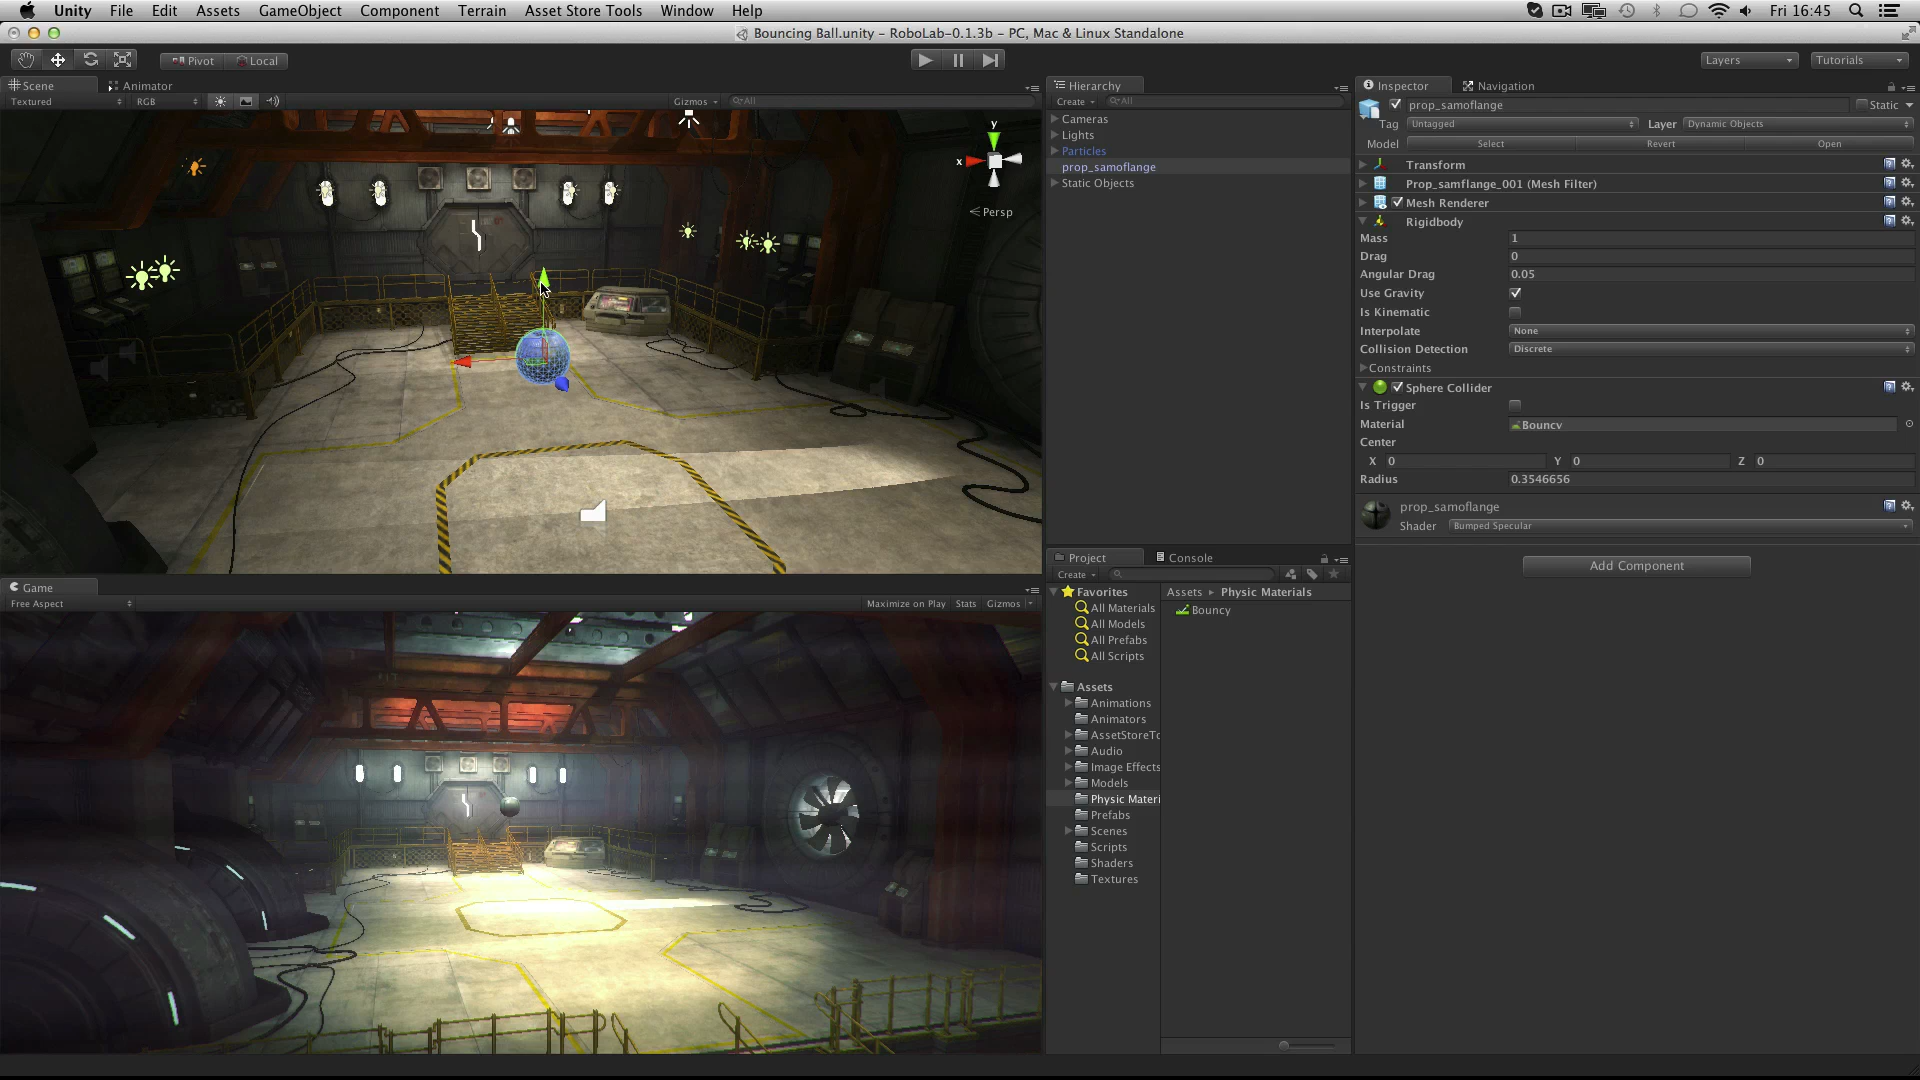 Unity File Edit Assets GameObject Component Terrain Asset Store Tools Window Help Fri 16:45
Bouncing Ball.unity - RoboLab-0.1.3b - PC, Mac & Linux Standalone
Pivot Local Layers Tutorials
Scene Animator
Textured RGB Gizmos All
y
x
Persp
Game
Free Aspect Maximize on Play Stats Gizmos
Hierarchy
Create All
Cameras
Lights
Particles
prop_samoflange
Static Objects
Project Console
Create
Favorites
All Materials
All Models
All Prefabs
All Scripts
Assets
Animations
Animators
AssetStoreTo
Audio
Image Effects
Models
Physic Materi
Prefabs
Scenes
Scripts
Shaders
Textures
Assets Physic Materials
Bouncy
Inspector Navigation
prop_samoflange Static
Tag Untagged Layer Dynamic Objects
Model Select Revert Open
Transform
Prop_samflange_001 (Mesh Filter)
Mesh Renderer
Rigidbody
Mass 1
Drag 0
Angular Drag 0.05
Use Gravity
Is Kinematic
Interpolate None
Collision Detection Discrete
Constraints
Sphere Collider
Is Trigger
Material Bouncy
Center
X 0 Y 0 Z 0
Radius 0.3546656
prop_samoflange
Shader Bumped Specular
Add Component